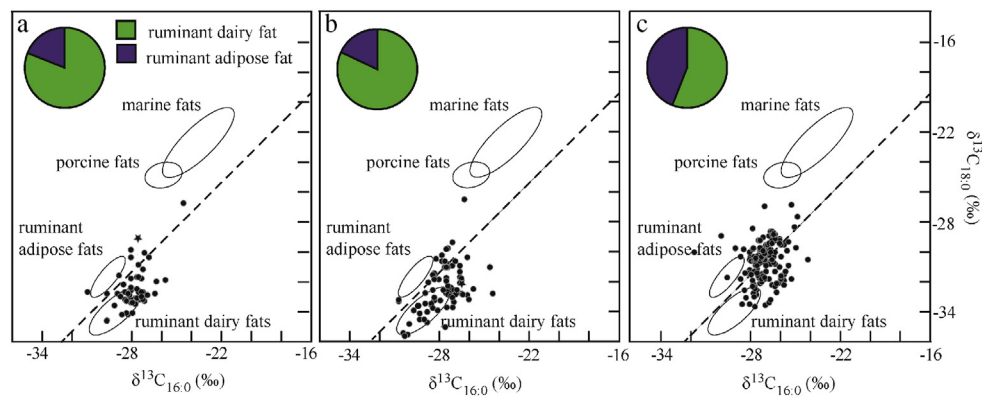 a
ruminant dairy fat
ruminant adipose fat
marine fats
porcine fats
ruminant
adipose fats
ruminant dairy fats
-34
-28
-22
-16
δ¹³C₁₆:₀ (‰)
b
marine fats
porcine fats
ruminant
adipose fats
ruminant dairy fats
-34
-28
-22
-16
δ¹³C₁₆:₀ (‰)
c
marine fats
porcine fats
ruminant
adipose fats
ruminant dairy fats
-34
-28
-22
-16
δ¹³C₁₆:₀ (‰)
-16
-22
-28
-34
δ¹³C₁₈:₀ (‰)